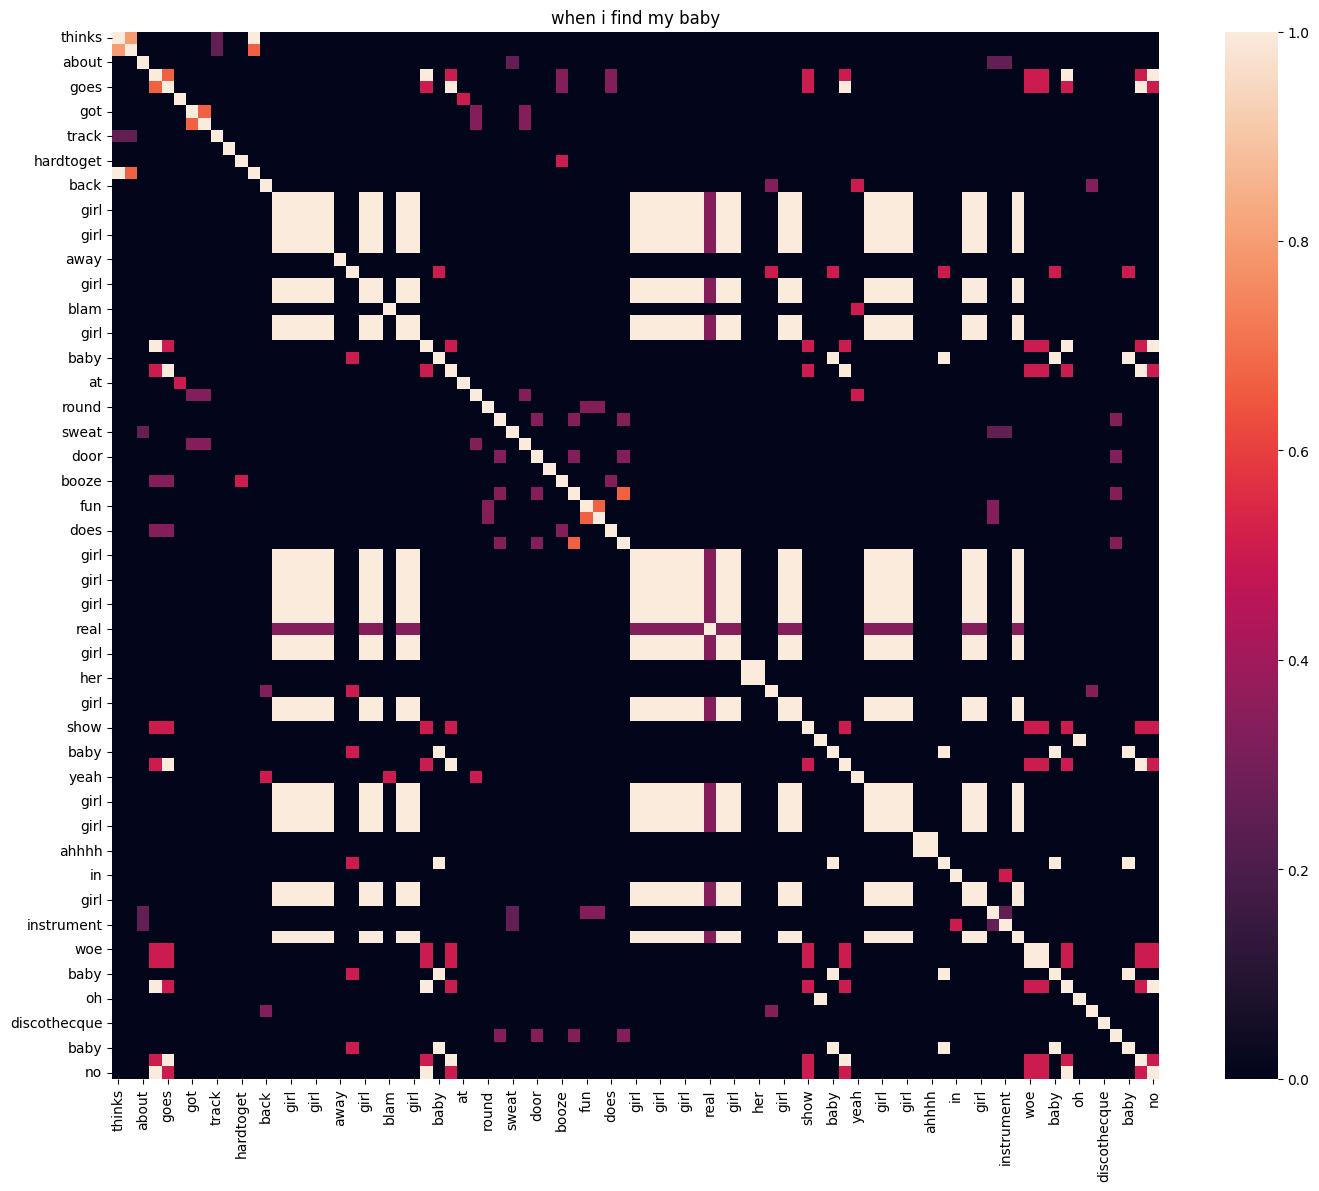 when i find my baby
thinks
about
goes
got
track
hardtoget
back
girl
girl
away
girl
blam
girl
baby
at
round
sweat
door
booze
fun
does
girl
girl
girl
real
girl
her
girl
show
baby
yeah
girl
girl
ahhhh
in
girl
instrument
woe
baby
oh
discothecque
baby
no
1.0
0.8
0.6
0.4
0.2
0.0
thinks
about
goes
got
track
hardtoget
back
girl
girl
away
girl
blam
girl
baby
at
round
sweat
door
booze
fun
does
girl
girl
girl
real
girl
her
girl
show
baby
yeah
girl
girl
ahhhh
in
girl
instrument
woe
baby
oh
discothecque
baby
no